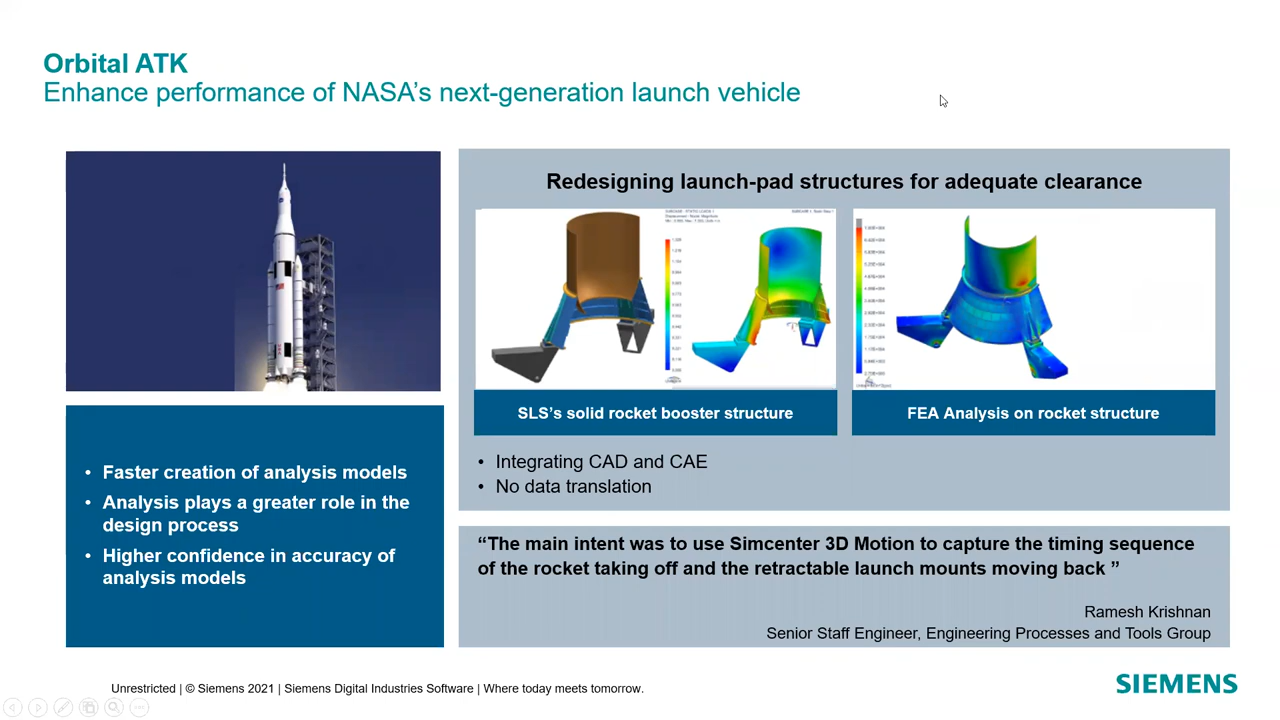 Orbital ATK
Enhance performance of NASA’s next-generation launch vehicle
Redesigning launch-pad structures for adequate clearance
SLS’s solid rocket booster structure
FEA Analysis on rocket structure
• Integrating CAD and CAE
• No data translation
• Faster creation of analysis models
• Analysis plays a greater role in the
design process
• Higher confidence in accuracy of
analysis models
“The main intent was to use Simcenter 3D Motion to capture the timing sequence
of the rocket taking off and the retractable launch mounts moving back ”
Ramesh Krishnan
Senior Staff Engineer, Engineering Processes and Tools Group
Unrestricted | © Siemens 2021 | Siemens Digital Industries Software | Where today meets tomorrow.
SIEMENS